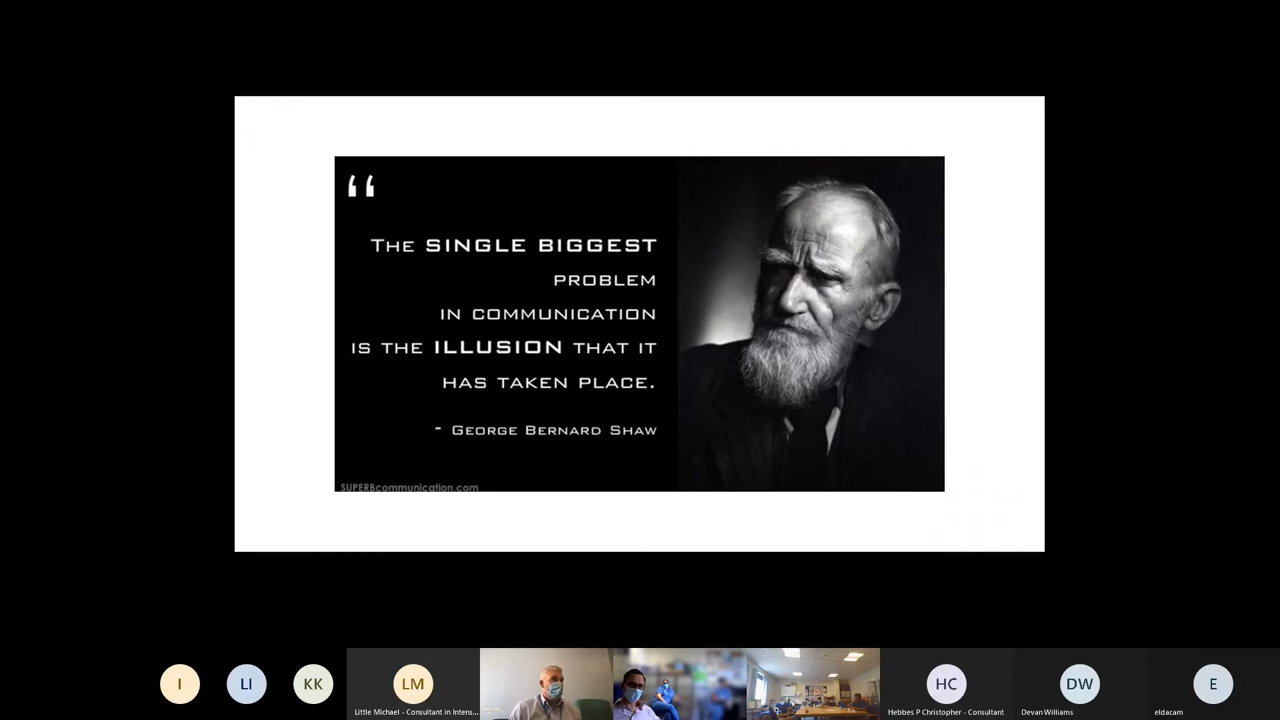 “
THE SINGLE BIGGEST
PROBLEM
IN COMMUNICATION
IS THE ILLUSION THAT IT
HAS TAKEN PLACE.
- GEORGE BERNARD SHAW
SUPERBcommunication.com
I
LI
KK
LM
HC
DW
E
Little Michael - Consultant in Intens...
Hebbes P Christopher - Consultant
Devan Williams
eldacam